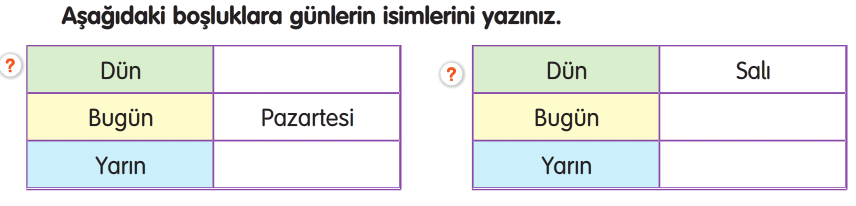 Aşağıdaki boşluklara günlerin isimlerini yazınız.
?
Dün
Bugün Pazartesi
Yarın
?
Dün Salı
Bugün
Yarın